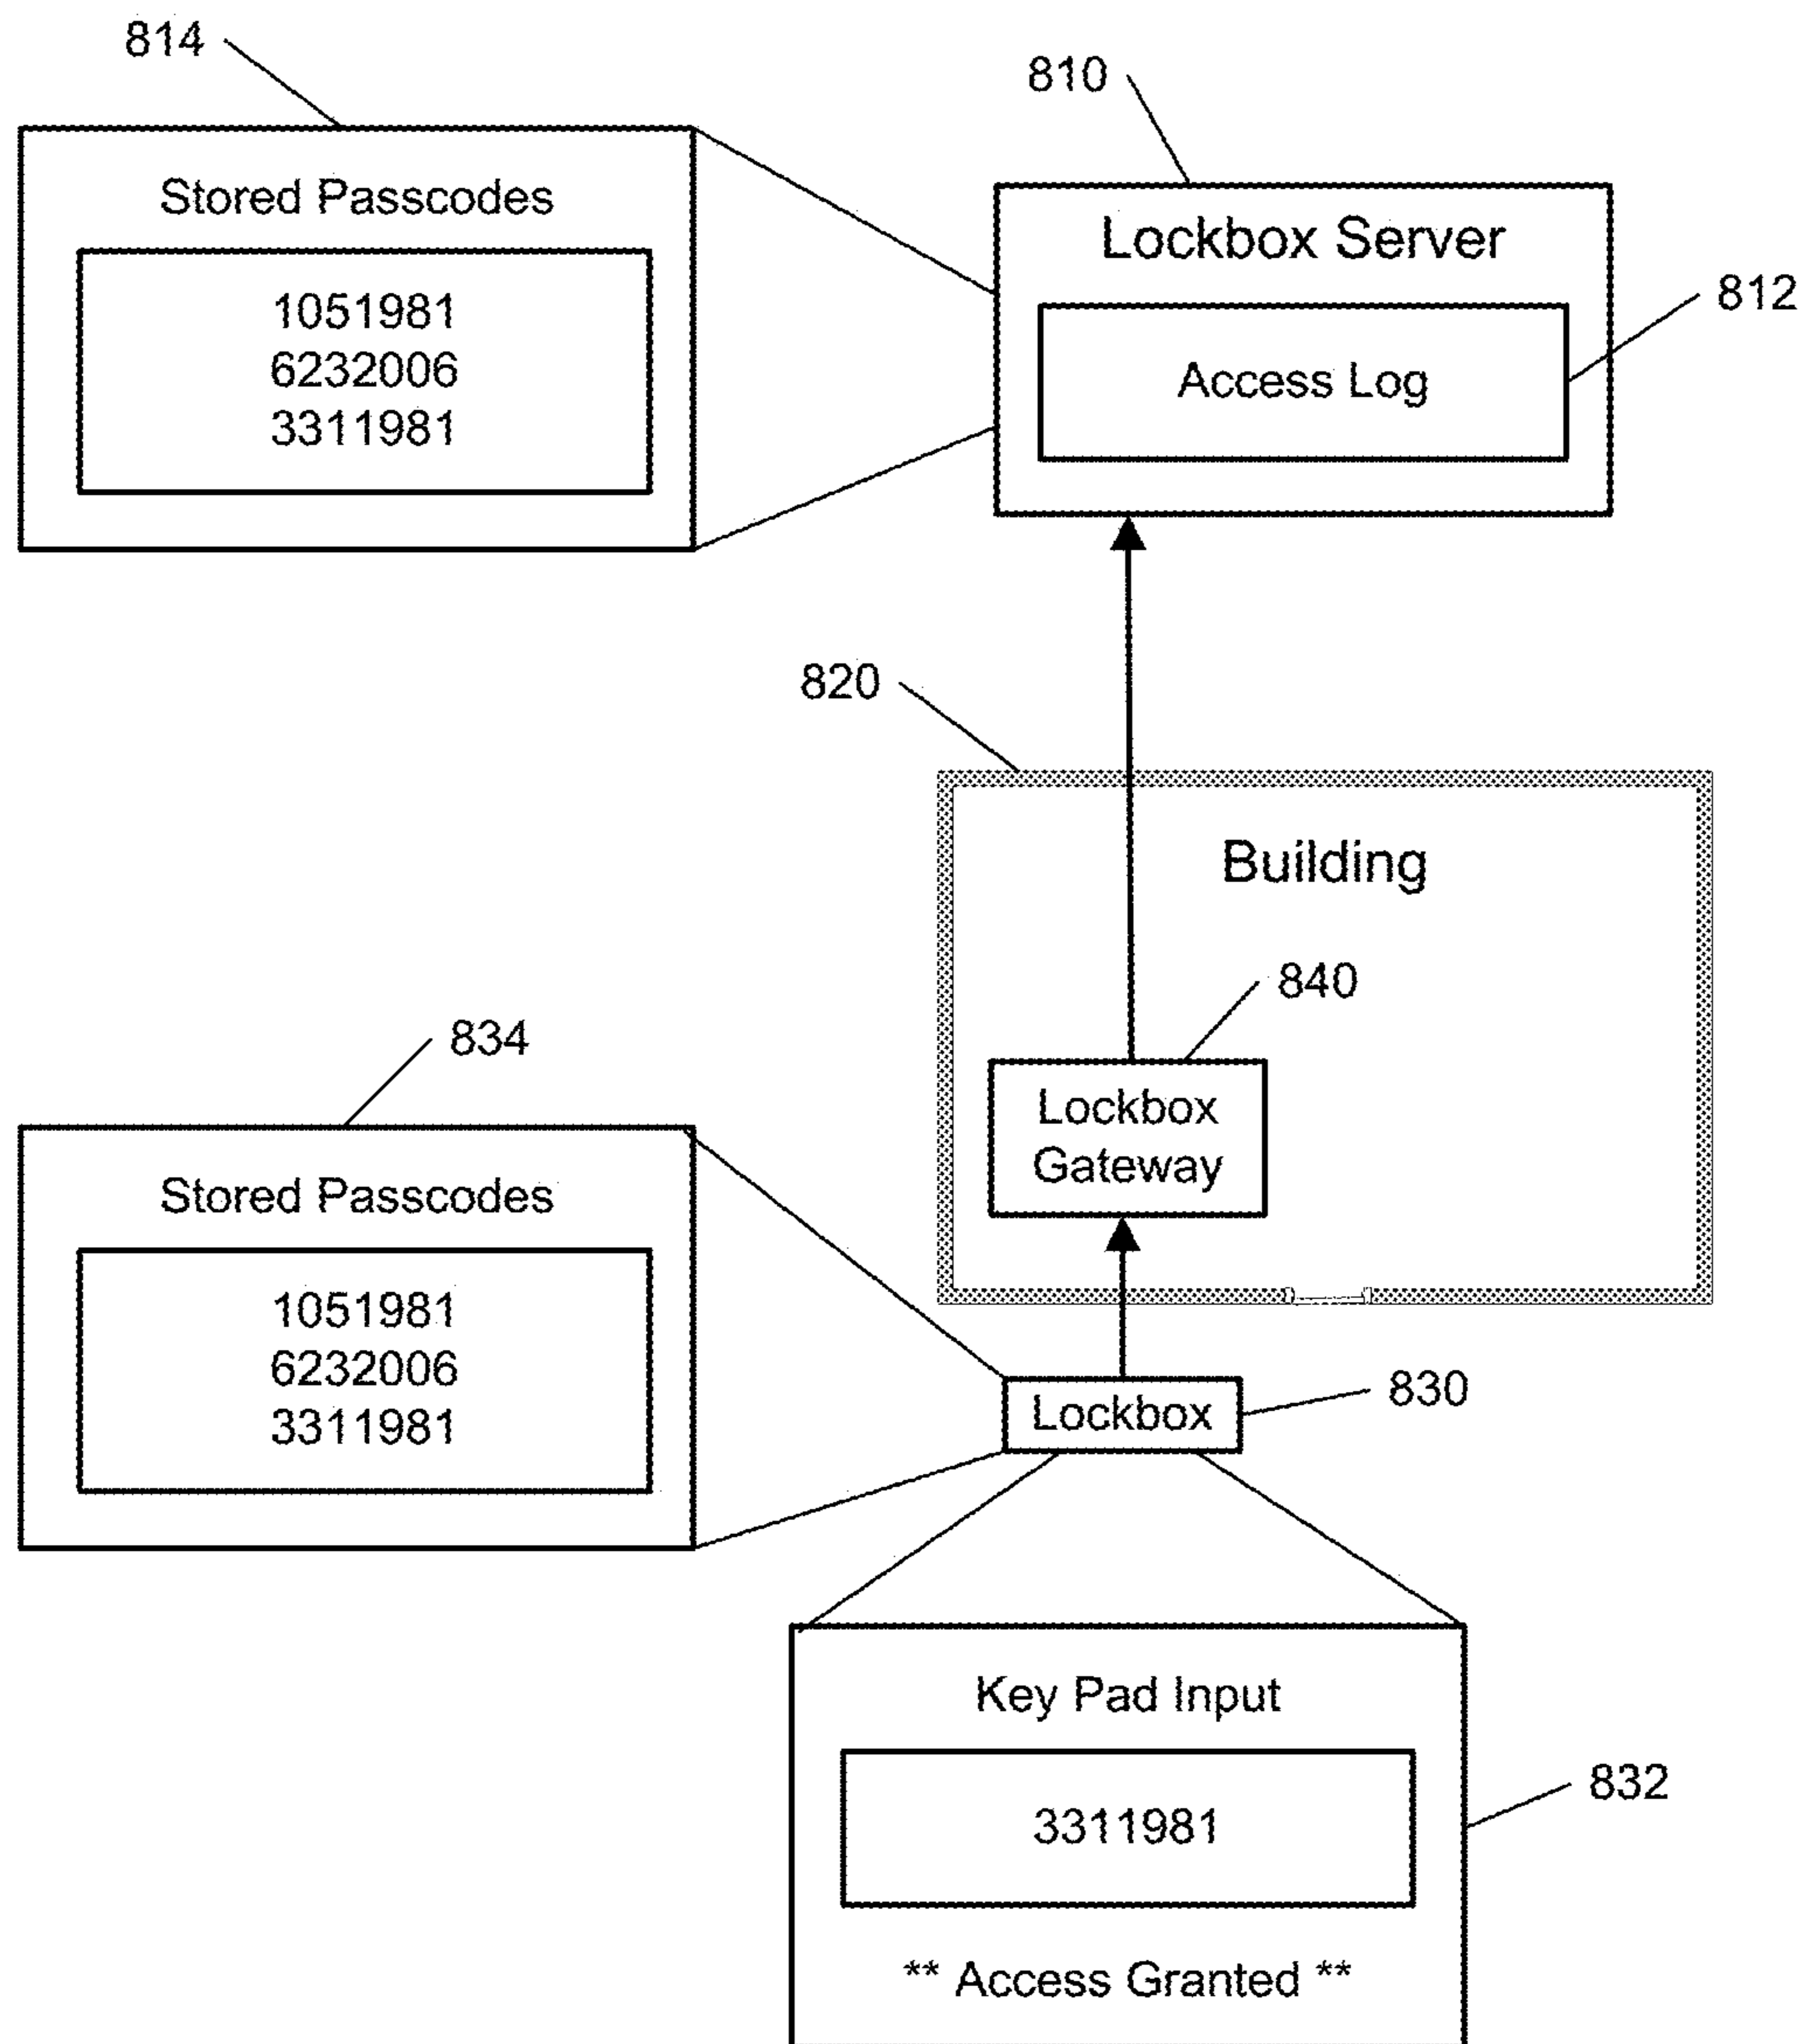 814
810
Stored Passcodes
1051981
6232006
3311981
Lockbox Server
812
Access Log
820
Building
840
Lockbox
Gateway
834
Stored Passcodes
1051981
6232006
3311981
830
Lockbox
Key Pad Input
832
3311981
** Access Granted **